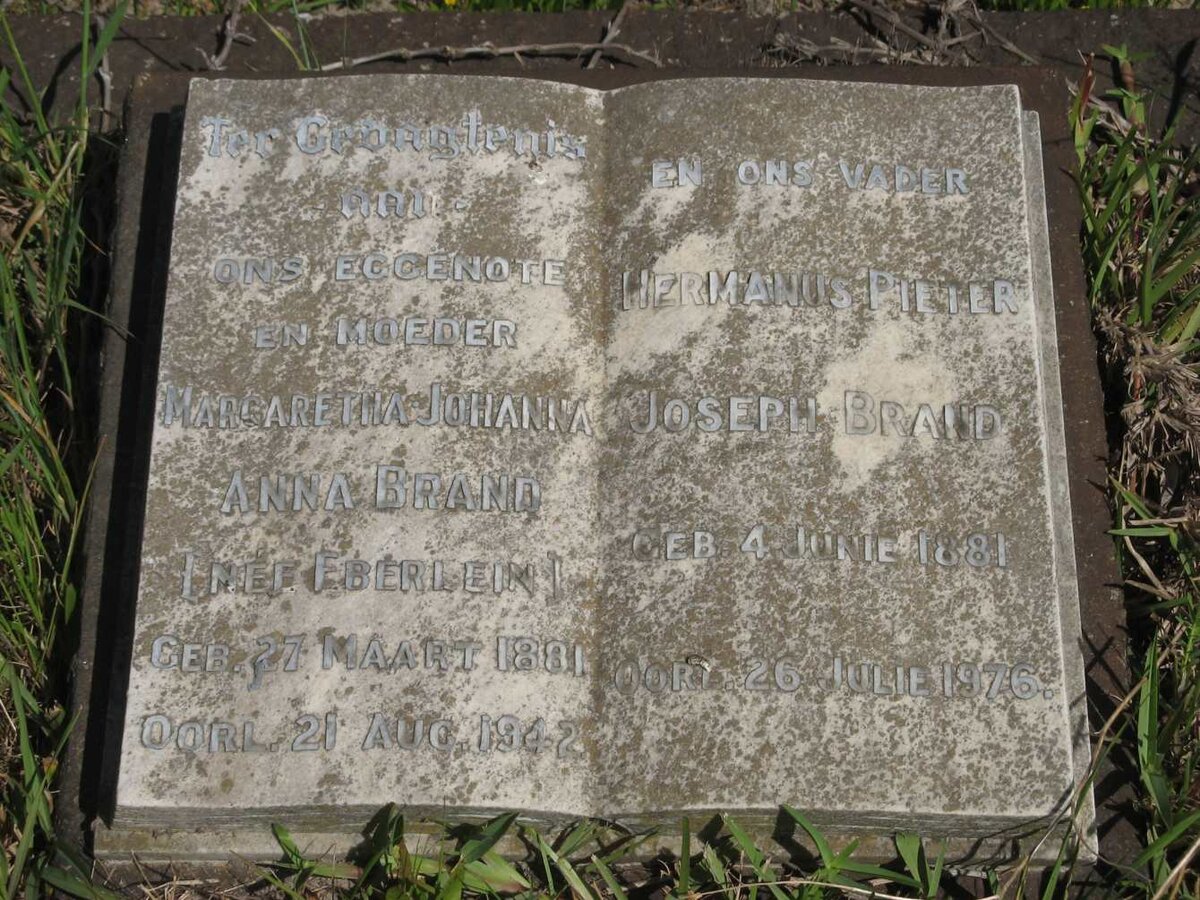 Ter Gedagtenis
aan
ONS EGGENOTE
EN MOEDER
MARGARETHA JOHANNA
ANNA BRAND
[NÉE EBERLEIN]
GEB. 27 MAART 1881
OORL. 21 AUG. 1942
EN ONS VADER
HERMANUS PIETER
JOSEPH BRAND
GEB. 4 JUNIE 1881
OORL. 26 JULIE 1976.